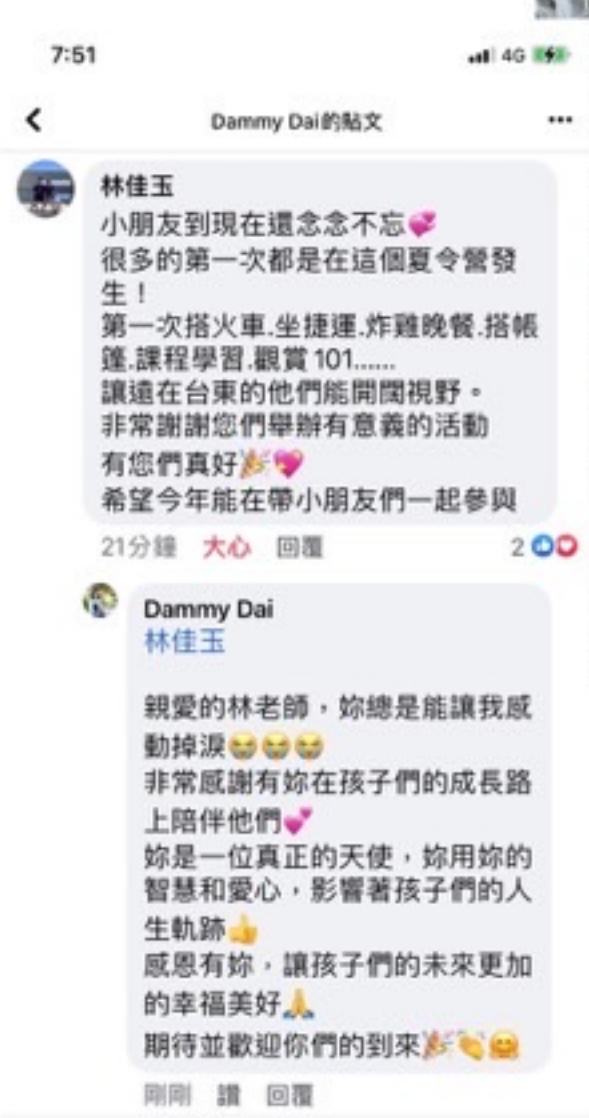 7:51
4G
Dammy Dai的貼文
林佳玉
小朋友到現在還念念不忘💞
很多的第一次都是在這個夏令營發
生！
第一次搭火車.坐捷運.炸雞晚餐.搭帳
篷.課程學習.觀賞 101......
讓遠在台東的他們能開闊視野。
非常謝謝您們舉辦有意義的活動
有您們真好🎉💖
希望今年能在帶小朋友們一起參與
21分鐘 大心 回覆 2
Dammy Dai
林佳玉
親愛的林老師，妳總是能讓我感
動掉淚😭😭😭
非常感謝有妳在孩子們的成長路
上陪伴他們💕
妳是一位真正的天使，妳用妳的
智慧和愛心，影響著孩子們的人
生軌跡👍
感恩有妳，讓孩子們的未來更加
的幸福美好🙏
期待並歡迎你們的到來🎉👏🤗
剛剛 讚 回覆